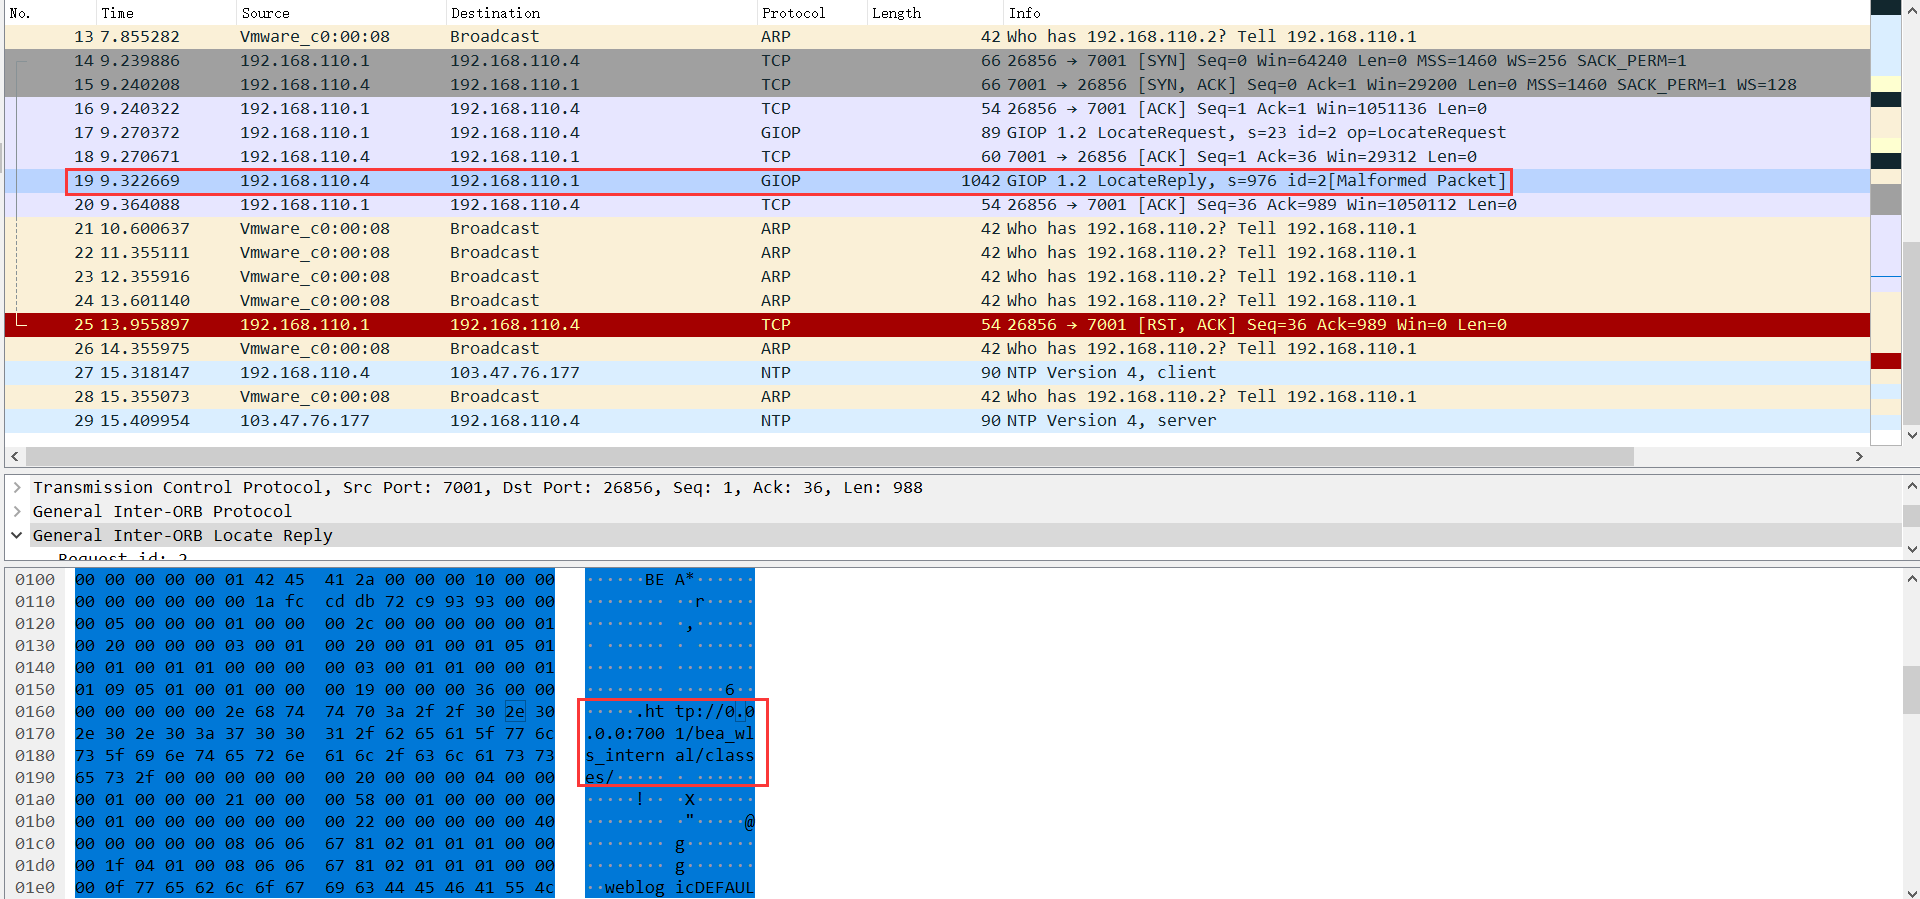 No. Time Source Destination Protocol Length Info
13 7.855282 Vmware_c0:00:08 Broadcast ARP 42 Who has 192.168.110.2? Tell 192.168.110.1
14 9.239886 192.168.110.1 192.168.110.4 TCP 66 26856 → 7001 [SYN] Seq=0 Win=64240 Len=0 MSS=1460 WS=256 SACK_PERM=1
15 9.240208 192.168.110.4 192.168.110.1 TCP 66 7001 → 26856 [SYN, ACK] Seq=0 Ack=1 Win=29200 Len=0 MSS=1460 SACK_PERM=1 WS=128
16 9.240322 192.168.110.1 192.168.110.4 TCP 54 26856 → 7001 [ACK] Seq=1 Ack=1 Win=1051136 Len=0
17 9.270372 192.168.110.1 192.168.110.4 GIOP 89 GIOP 1.2 LocateRequest, s=23 id=2 op=LocateRequest
18 9.270671 192.168.110.4 192.168.110.1 TCP 60 7001 → 26856 [ACK] Seq=1 Ack=36 Win=29312 Len=0
19 9.322669 192.168.110.4 192.168.110.1 GIOP 1042 GIOP 1.2 LocateReply, s=976 id=2[Malformed Packet]
20 9.364088 192.168.110.1 192.168.110.4 TCP 54 26856 → 7001 [ACK] Seq=36 Ack=989 Win=1050112 Len=0
21 10.600637 Vmware_c0:00:08 Broadcast ARP 42 Who has 192.168.110.2? Tell 192.168.110.1
22 11.355111 Vmware_c0:00:08 Broadcast ARP 42 Who has 192.168.110.2? Tell 192.168.110.1
23 12.355916 Vmware_c0:00:08 Broadcast ARP 42 Who has 192.168.110.2? Tell 192.168.110.1
24 13.601140 Vmware_c0:00:08 Broadcast ARP 42 Who has 192.168.110.2? Tell 192.168.110.1
25 13.955897 192.168.110.1 192.168.110.4 TCP 54 26856 → 7001 [RST, ACK] Seq=36 Ack=989 Win=0 Len=0
26 14.355975 Vmware_c0:00:08 Broadcast ARP 42 Who has 192.168.110.2? Tell 192.168.110.1
27 15.318147 192.168.110.4 103.47.76.177 NTP 90 NTP Version 4, client
28 15.355073 Vmware_c0:00:08 Broadcast ARP 42 Who has 192.168.110.2? Tell 192.168.110.1
29 15.409954 103.47.76.177 192.168.110.4 NTP 90 NTP Version 4, server
Transmission Control Protocol, Src Port: 7001, Dst Port: 26856, Seq: 1, Ack: 36, Len: 988
General Inter-ORB Protocol
General Inter-ORB Locate Reply
Request id: 2
0100 00 00 00 00 00 01 42 45 41 2a 00 00 00 10 00 00 ······BE A*······
0110 00 00 00 00 00 00 1a fc cd db 72 c9 93 93 00 00 ········ ··r·····
0120 00 05 00 00 00 01 00 00 00 2c 00 00 00 00 00 01 ········ ·,······
0130 00 20 00 00 00 03 00 01 00 20 00 01 00 01 05 01 · ······ · ······
0140 00 01 00 01 01 00 00 00 00 03 00 01 01 00 00 01 ········ ········
0150 01 09 05 01 00 01 00 00 00 19 00 00 00 36 00 00 ········ ·····6··
0160 00 00 00 00 00 2e 68 74 74 70 3a 2f 2f 30 2e 30 ·····.ht tp://0.0
0170 2e 30 2e 30 3a 37 30 30 31 2f 62 65 61 5f 77 6c .0.0:700 1/bea_wl
0180 73 5f 69 6e 74 65 72 6e 61 6c 2f 63 6c 61 73 73 s_intern al/class
0190 65 73 2f 00 00 00 00 00 00 20 00 00 00 04 00 00 es/····· · ······
01a0 00 01 00 00 00 21 00 00 00 58 00 01 00 00 00 00 ·····!·· ·X······
01b0 00 01 00 00 00 00 00 00 00 22 00 00 00 00 00 40 ········ ·"·····@
01c0 00 00 00 00 00 08 06 06 67 81 02 01 01 01 00 00 ········ g·······
01d0 00 1f 04 01 00 08 06 06 67 81 02 01 01 01 00 00 ········ g·······
01e0 00 0f 77 65 62 6c 6f 67 69 63 44 45 46 41 55 4c ··weblog icDEFAUL